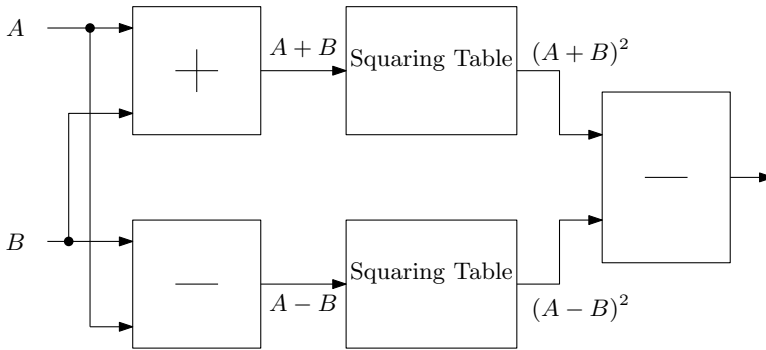 A
A + B
Squaring Table
(A + B)²
+
−
B
−
A − B
Squaring Table
(A − B)²